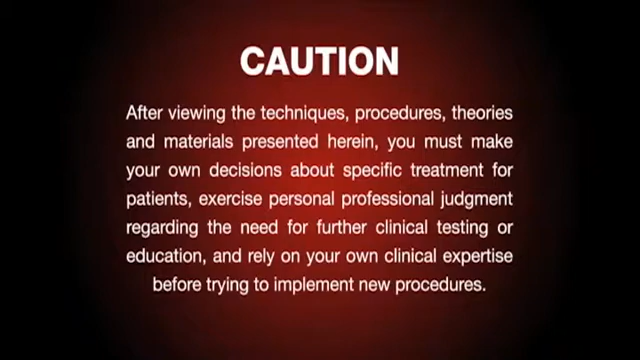 CAUTION
After viewing the techniques, procedures, theories
and materials presented herein, you must make
your own decisions about specific treatment for
patients, exercise personal professional judgment
regarding the need for further clinical testing or
education, and rely on your own clinical expertise
before trying to implement new procedures.